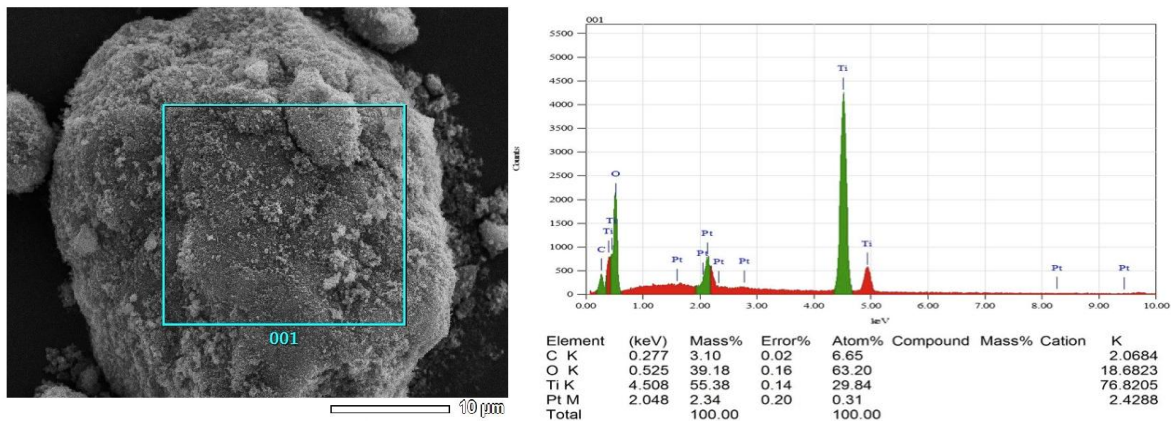 001
10 µm
001
Counts
5500
5000
4500
4000
3500
3000
2500
2000
1500
1000
500
0
C
Ti
T
O
Pt
Pt
Pt
Pt
Pt
Ti
Ti
Pt
Pt
0.00 1.00 2.00 3.00 4.00 5.00 6.00 7.00 8.00 9.00 10.00
keV
Element (keV) Mass% Error% Atom% Compound Mass% Cation K
C K 0.277 3.10 0.02 6.65 2.0684
O K 0.525 39.18 0.16 63.20 18.6823
Ti K 4.508 55.38 0.14 29.84 76.8205
Pt M 2.048 2.34 0.20 0.31 2.4288
Total 100.00 100.00